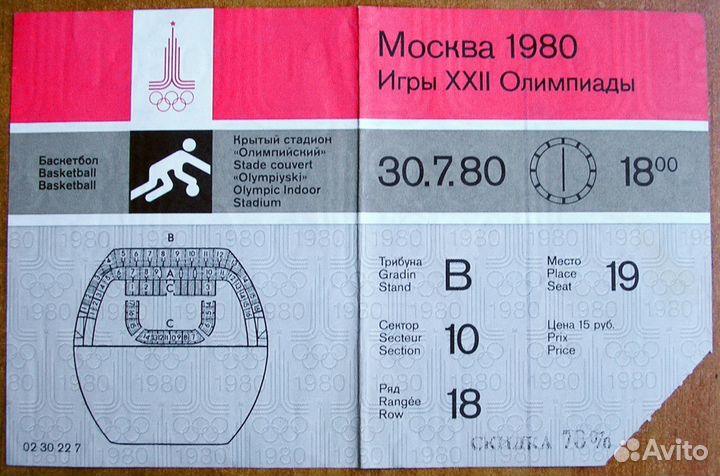 Москва 1980
Игры XXII Олимпиады
Баскетбол
Basketball
Basketball
Крытый стадион
«Олимпийский»
Stade couvert
«Olympiyski»
Olympic Indoor
Stadium
30.7.80
18⁰⁰
B
A
C
C
Трибуна
Gradin
Stand
B
Место
Place
Seat
19
Сектор
Secteur
Section
10
Цена 15 руб.
Prix
Price
Ряд
Rangée
Row
18
СКИДКА 70%
02 30 22 7
Avito